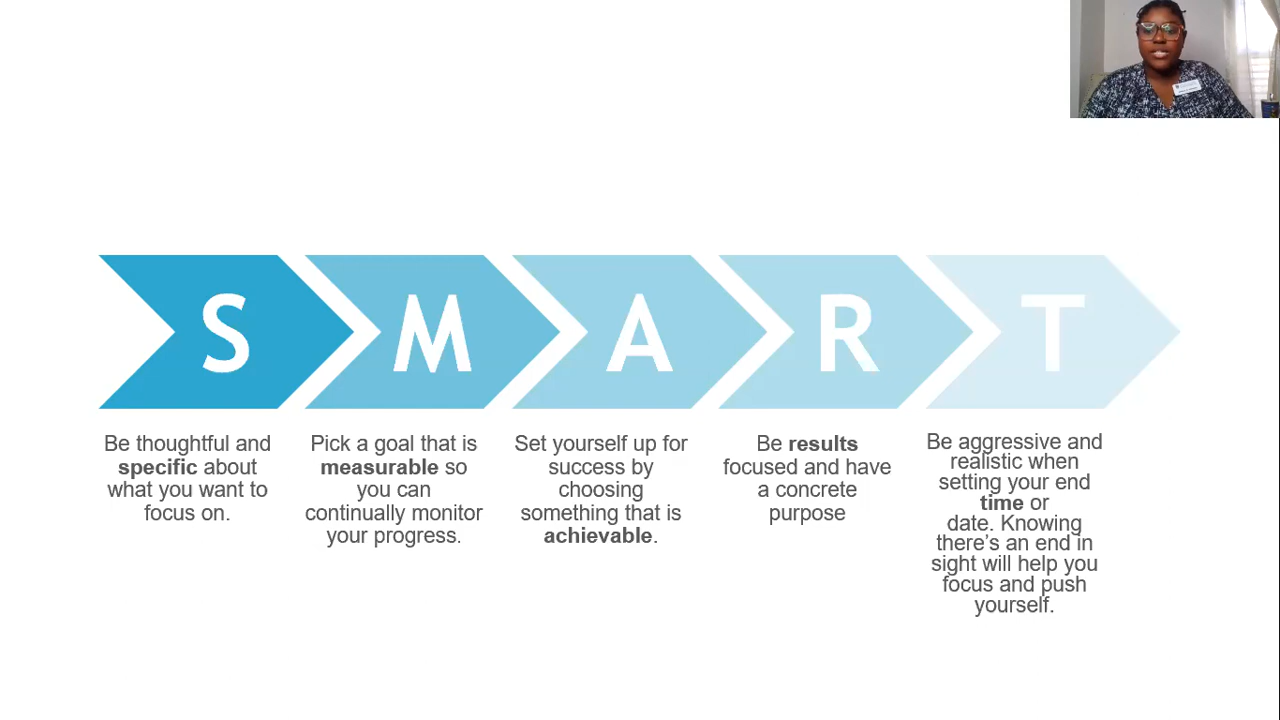 S M A R T
Be thoughtful and
specific about
what you want to
focus on.
Pick a goal that is
measurable so
you can
continually monitor
your progress.
Set yourself up for
success by
choosing
something that is
achievable.
Be results
focused and have
a concrete
purpose
Be aggressive and
realistic when
setting your end
time or
date. Knowing
there’s an end in
sight will help you
focus and push
yourself.